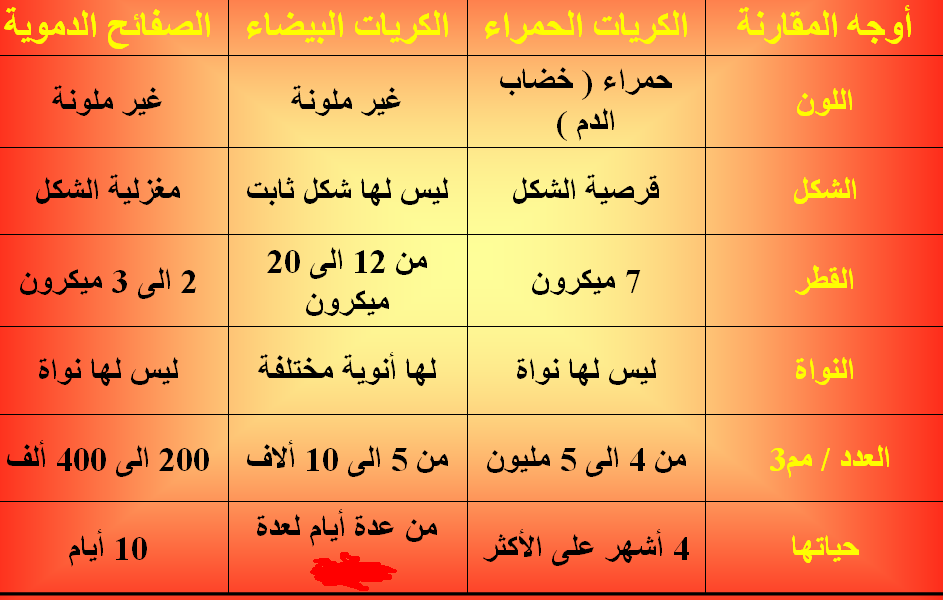 أوجه المقارنة الكريات الحمراء الكريات البيضاء الصفائح الدموية
اللون حمراء ( خضاب الدم ) غير ملونة غير ملونة
الشكل قرصية الشكل ليس لها شكل ثابت مغزلية الشكل
القطر 7 ميكرون من 12 الى 20 ميكرون 2 الى 3 ميكرون
النواة ليس لها نواة لها أنوية مختلفة ليس لها نواة
العدد / مم3 من 4 الى 5 مليون من 5 الى 10 ألاف 200 الى 400 ألف
حياتها 4 أشهر على الأكثر من عدة أيام لعدة 10 أيام